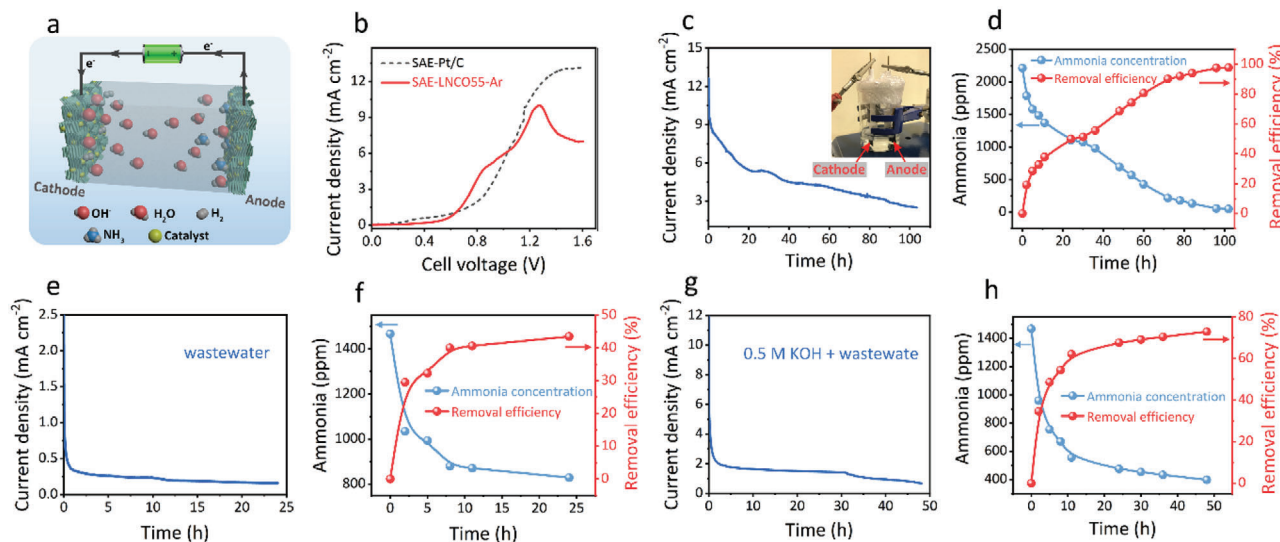 a
e⁻
e⁻
- +
Cathode
Anode
OH⁻ H₂O H₂
NH₃ Catalyst
b
Current density (mA cm⁻²)
12
9
6
3
0
SAE-Pt/C
SAE-LNCO55-Ar
0.0 0.4 0.8 1.2 1.6
Cell voltage (V)
c
Current density (mA cm⁻²)
15
12
9
6
3
Cathode Anode
0 20 40 60 80 100
Time (h)
d
Ammonia (ppm)
2500
2000
1500
1000
500
0
Ammonia concentration
Removal efficiency
100
80
60
40
20
0
Removal efficiency (%)
0 20 40 60 80 100
Time (h)
e
Current density (mA cm⁻²)
2.5
2.0
1.5
1.0
0.5
0.0
wastewater
0 5 10 15 20 25
Time (h)
f
Ammonia (ppm)
1400
1200
1000
800
Ammonia concentration
Removal efficiency
50
40
30
20
10
0
Removal efficiency (%)
0 5 10 15 20 25
Time (h)
g
Current density (mA cm⁻²)
12
10
8
6
4
2
0
0.5 M KOH + wastewate
0 10 20 30 40 50
Time (h)
h
Ammonia (ppm)
1400
1200
1000
800
600
400
Ammonia concentration
Removal efficiency
80
60
40
20
0
Removal efficiency (%)
0 10 20 30 40 50
Time (h)